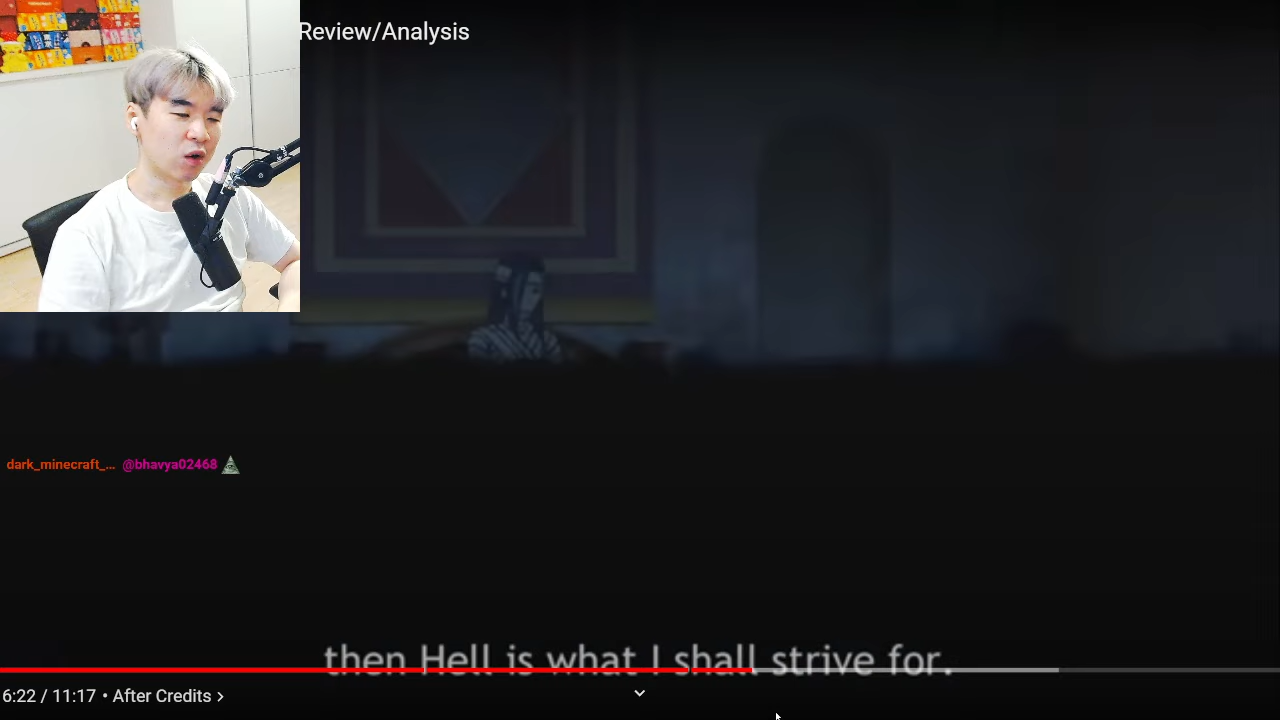 Review/Analysis
dark_minecraft_... @bhavya02468
then Hell is what I shall strive for.
6:22 / 11:17 • After Credits >